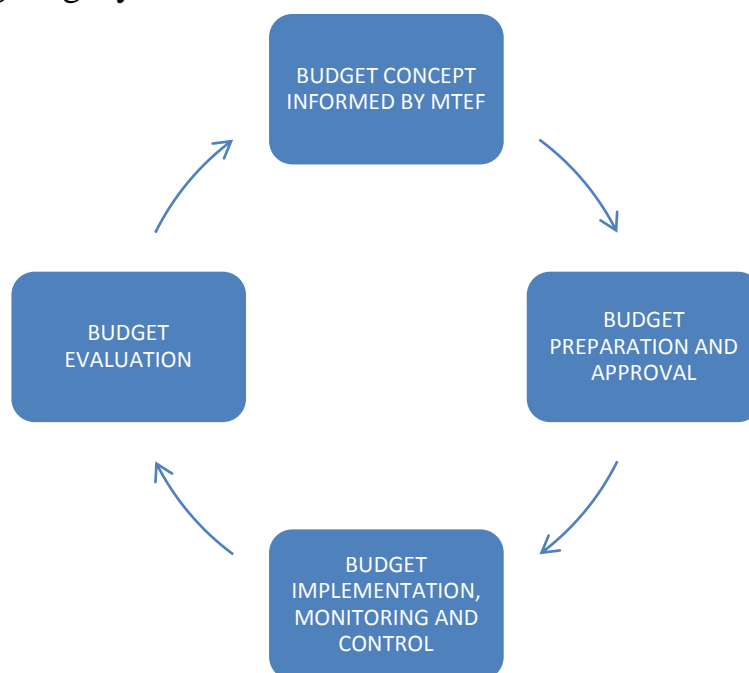 BUDGET CONCEPT
INFORMED BY MTEF
BUDGET
PREPARATION AND
APPROVAL
BUDGET
IMPLEMENTATION,
MONITORING AND
CONTROL
BUDGET
EVALUATION